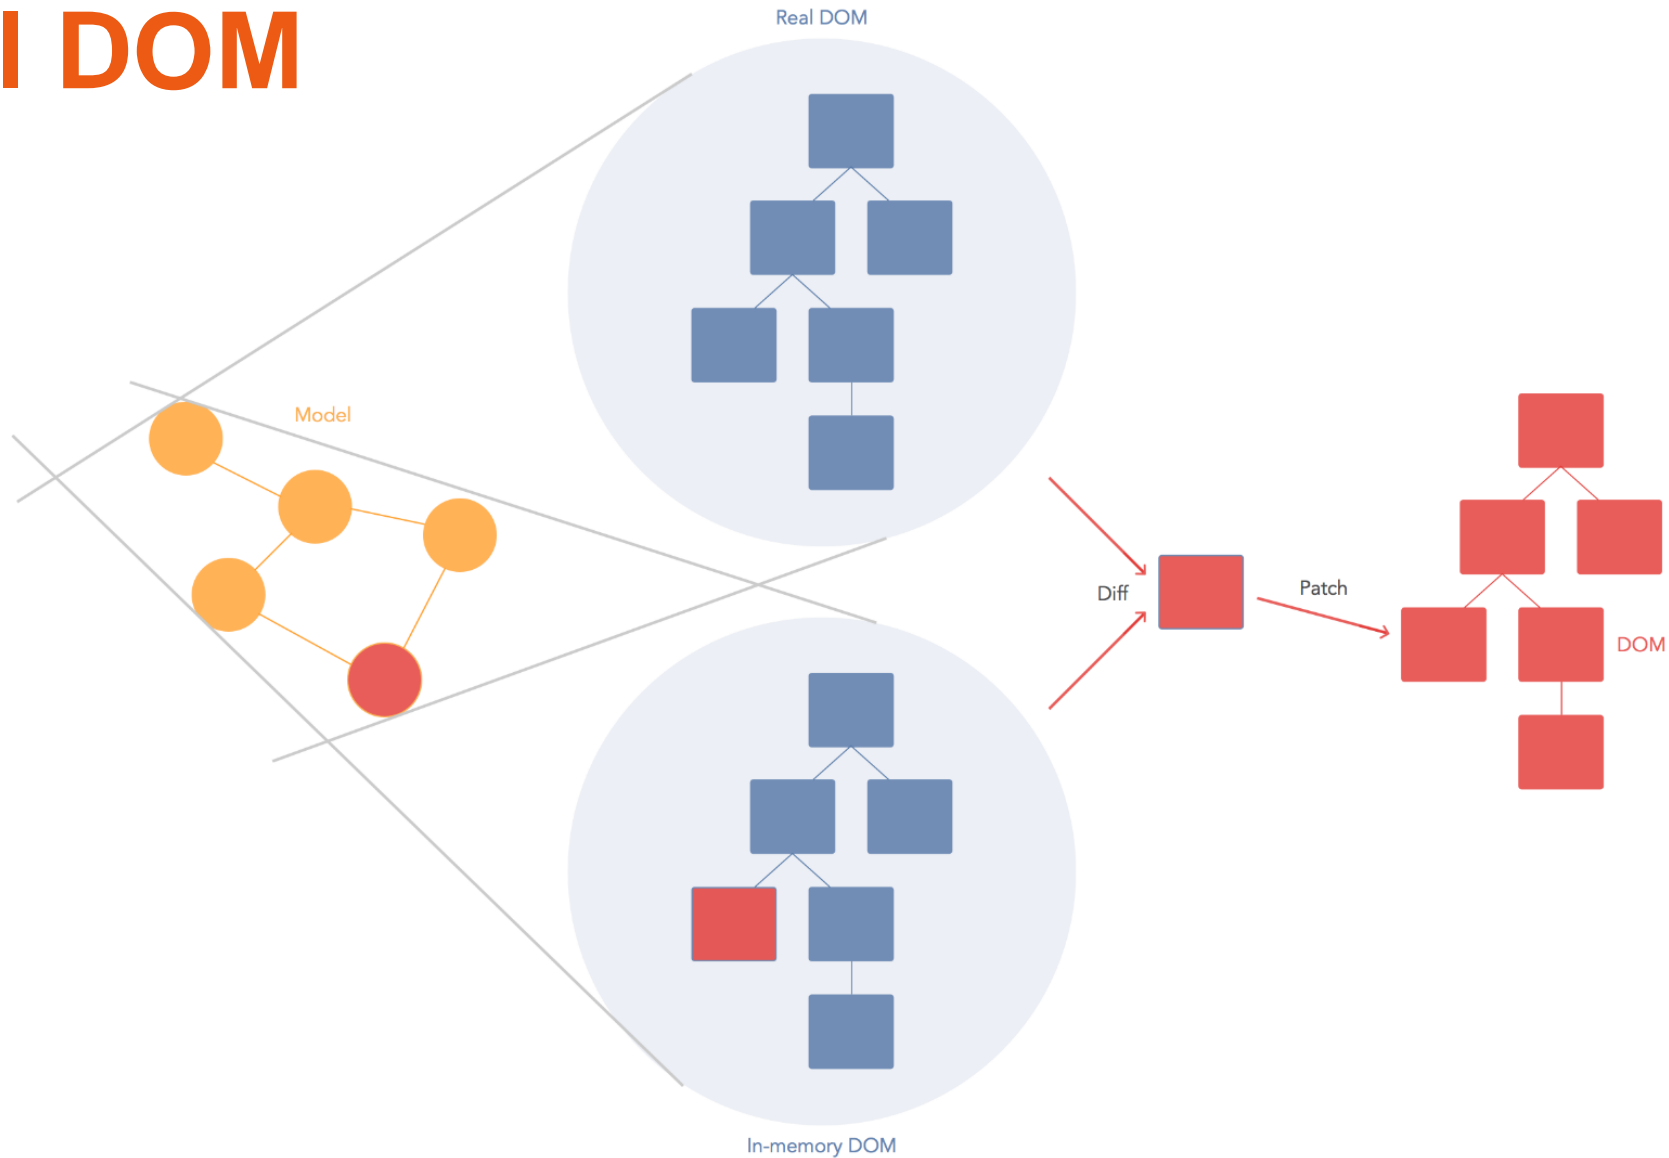 l DOM
Real DOM
Model
Diff
Patch
DOM
In-memory DOM